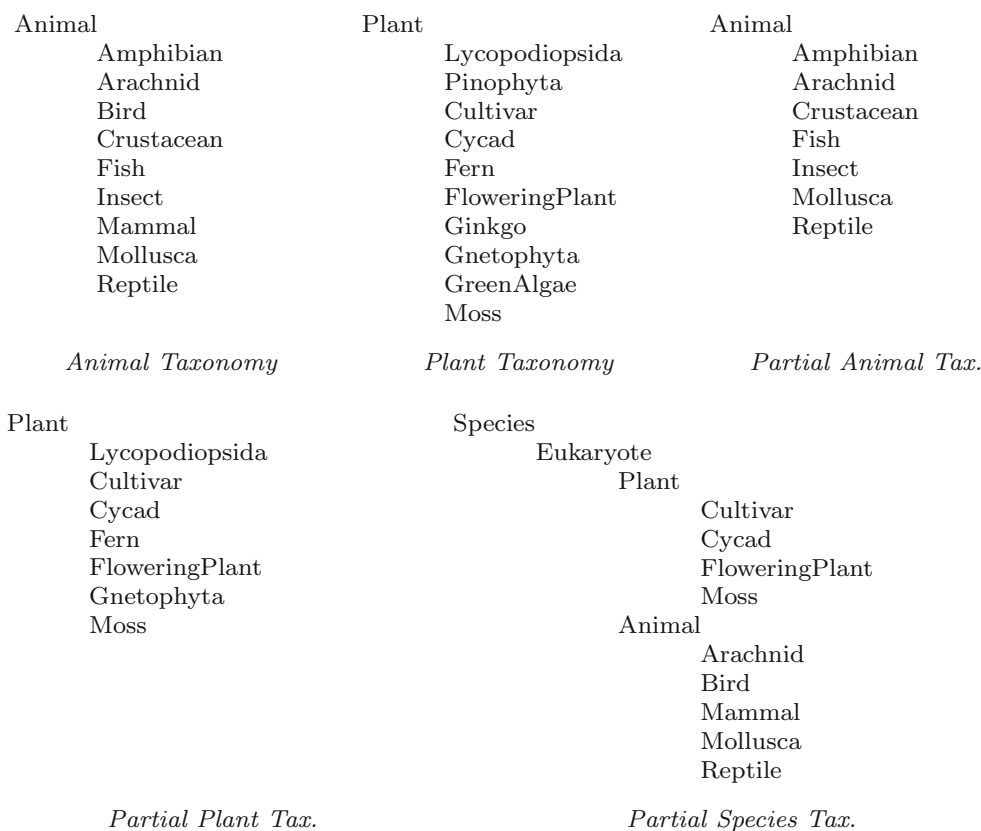 Animal
Amphibian
Arachnid
Bird
Crustacean
Fish
Insect
Mammal
Mollusca
Reptile
Animal Taxonomy
Plant
Lycopodiopsida
Pinophyta
Cultivar
Cycad
Fern
FloweringPlant
Ginkgo
Gnetophyta
GreenAlgae
Moss
Plant Taxonomy
Animal
Amphibian
Arachnid
Crustacean
Fish
Insect
Mollusca
Reptile
Partial Animal Tax.
Plant
Lycopodiopsida
Cultivar
Cycad
Fern
FloweringPlant
Gnetophyta
Moss
Partial Plant Tax.
Species
Eukaryote
Plant
Cultivar
Cycad
FloweringPlant
Moss
Animal
Arachnid
Bird
Mammal
Mollusca
Reptile
Partial Species Tax.